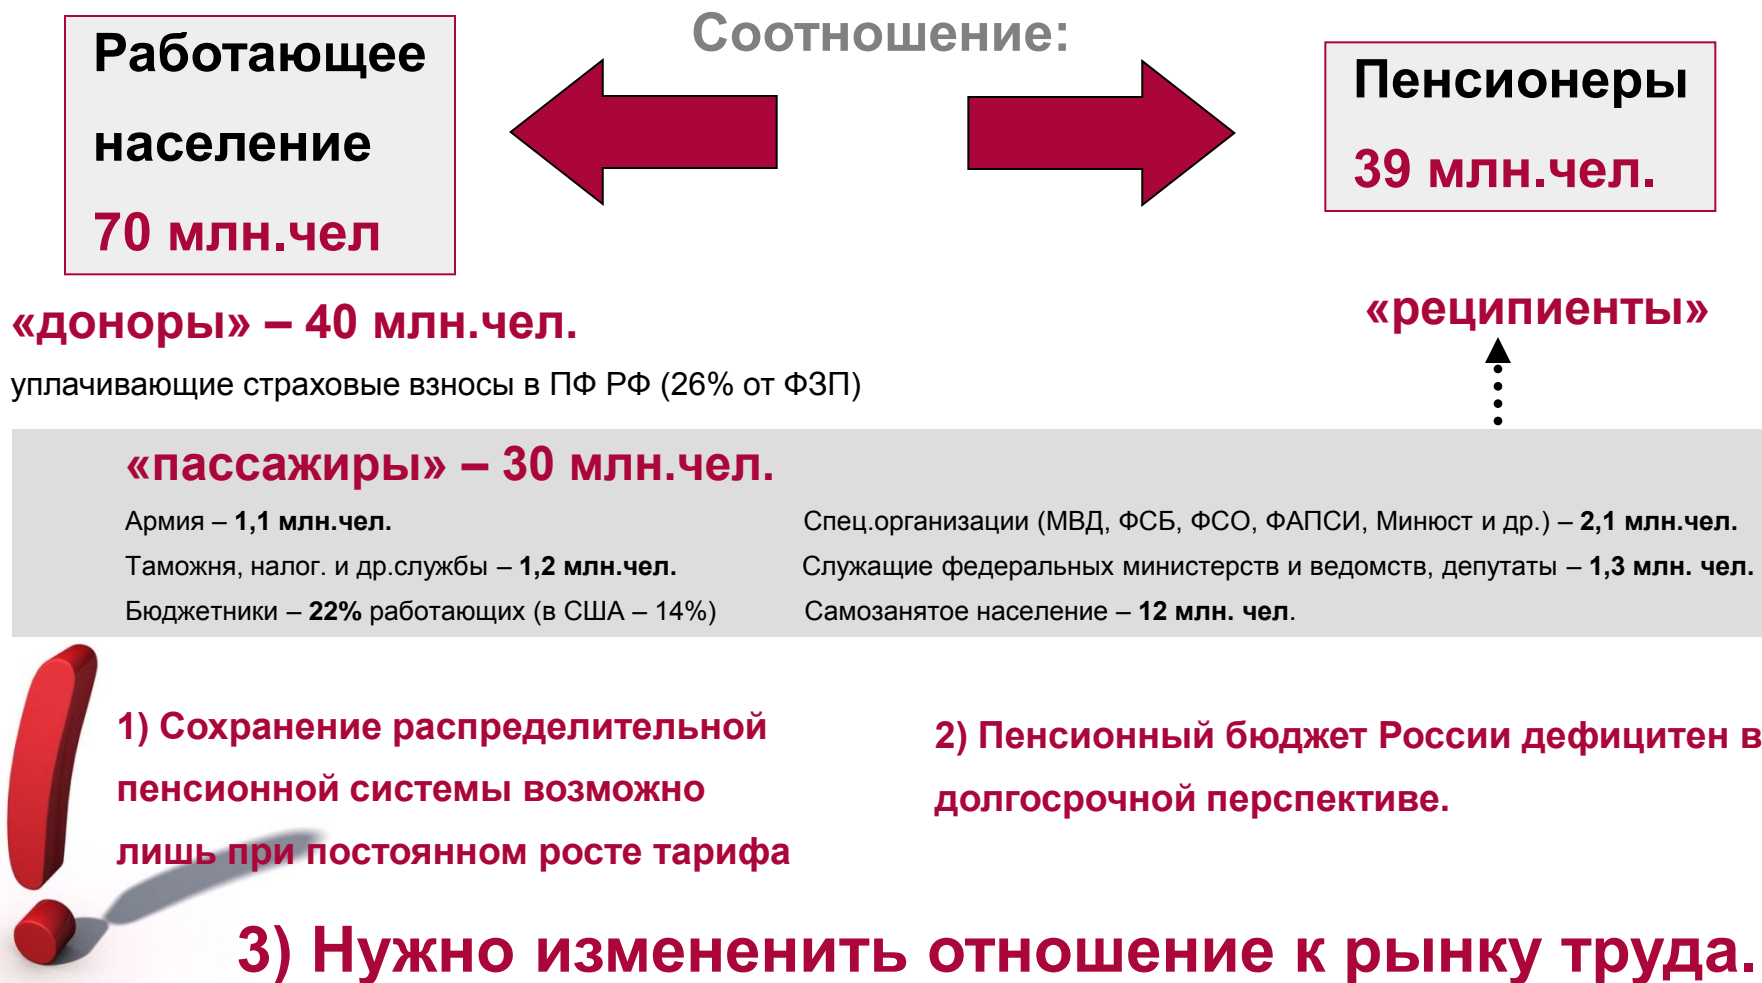 Соотношение:
Работающее
население
70 млн.чел
Пенсионеры
39 млн.чел.
«доноры» – 40 млн.чел.
«реципиенты»
уплачивающие страховые взносы в ПФ РФ (26% от ФЗП)
«пассажиры» – 30 млн.чел.
Армия – 1,1 млн.чел.
Спец.организации (МВД, ФСБ, ФСО, ФАПСИ, Минюст и др.) – 2,1 млн.чел.
Таможня, налог. и др.службы – 1,2 млн.чел.
Служащие федеральных министерств и ведомств, депутаты – 1,3 млн. чел.
Бюджетники – 22% работающих (в США – 14%)
Самозанятое население – 12 млн. чел.
1) Сохранение распределительной
пенсионной системы возможно
лишь при постоянном росте тарифа
2) Пенсионный бюджет России дефицитен в
долгосрочной перспективе.
3) Нужно измененить отношение к рынку труда.